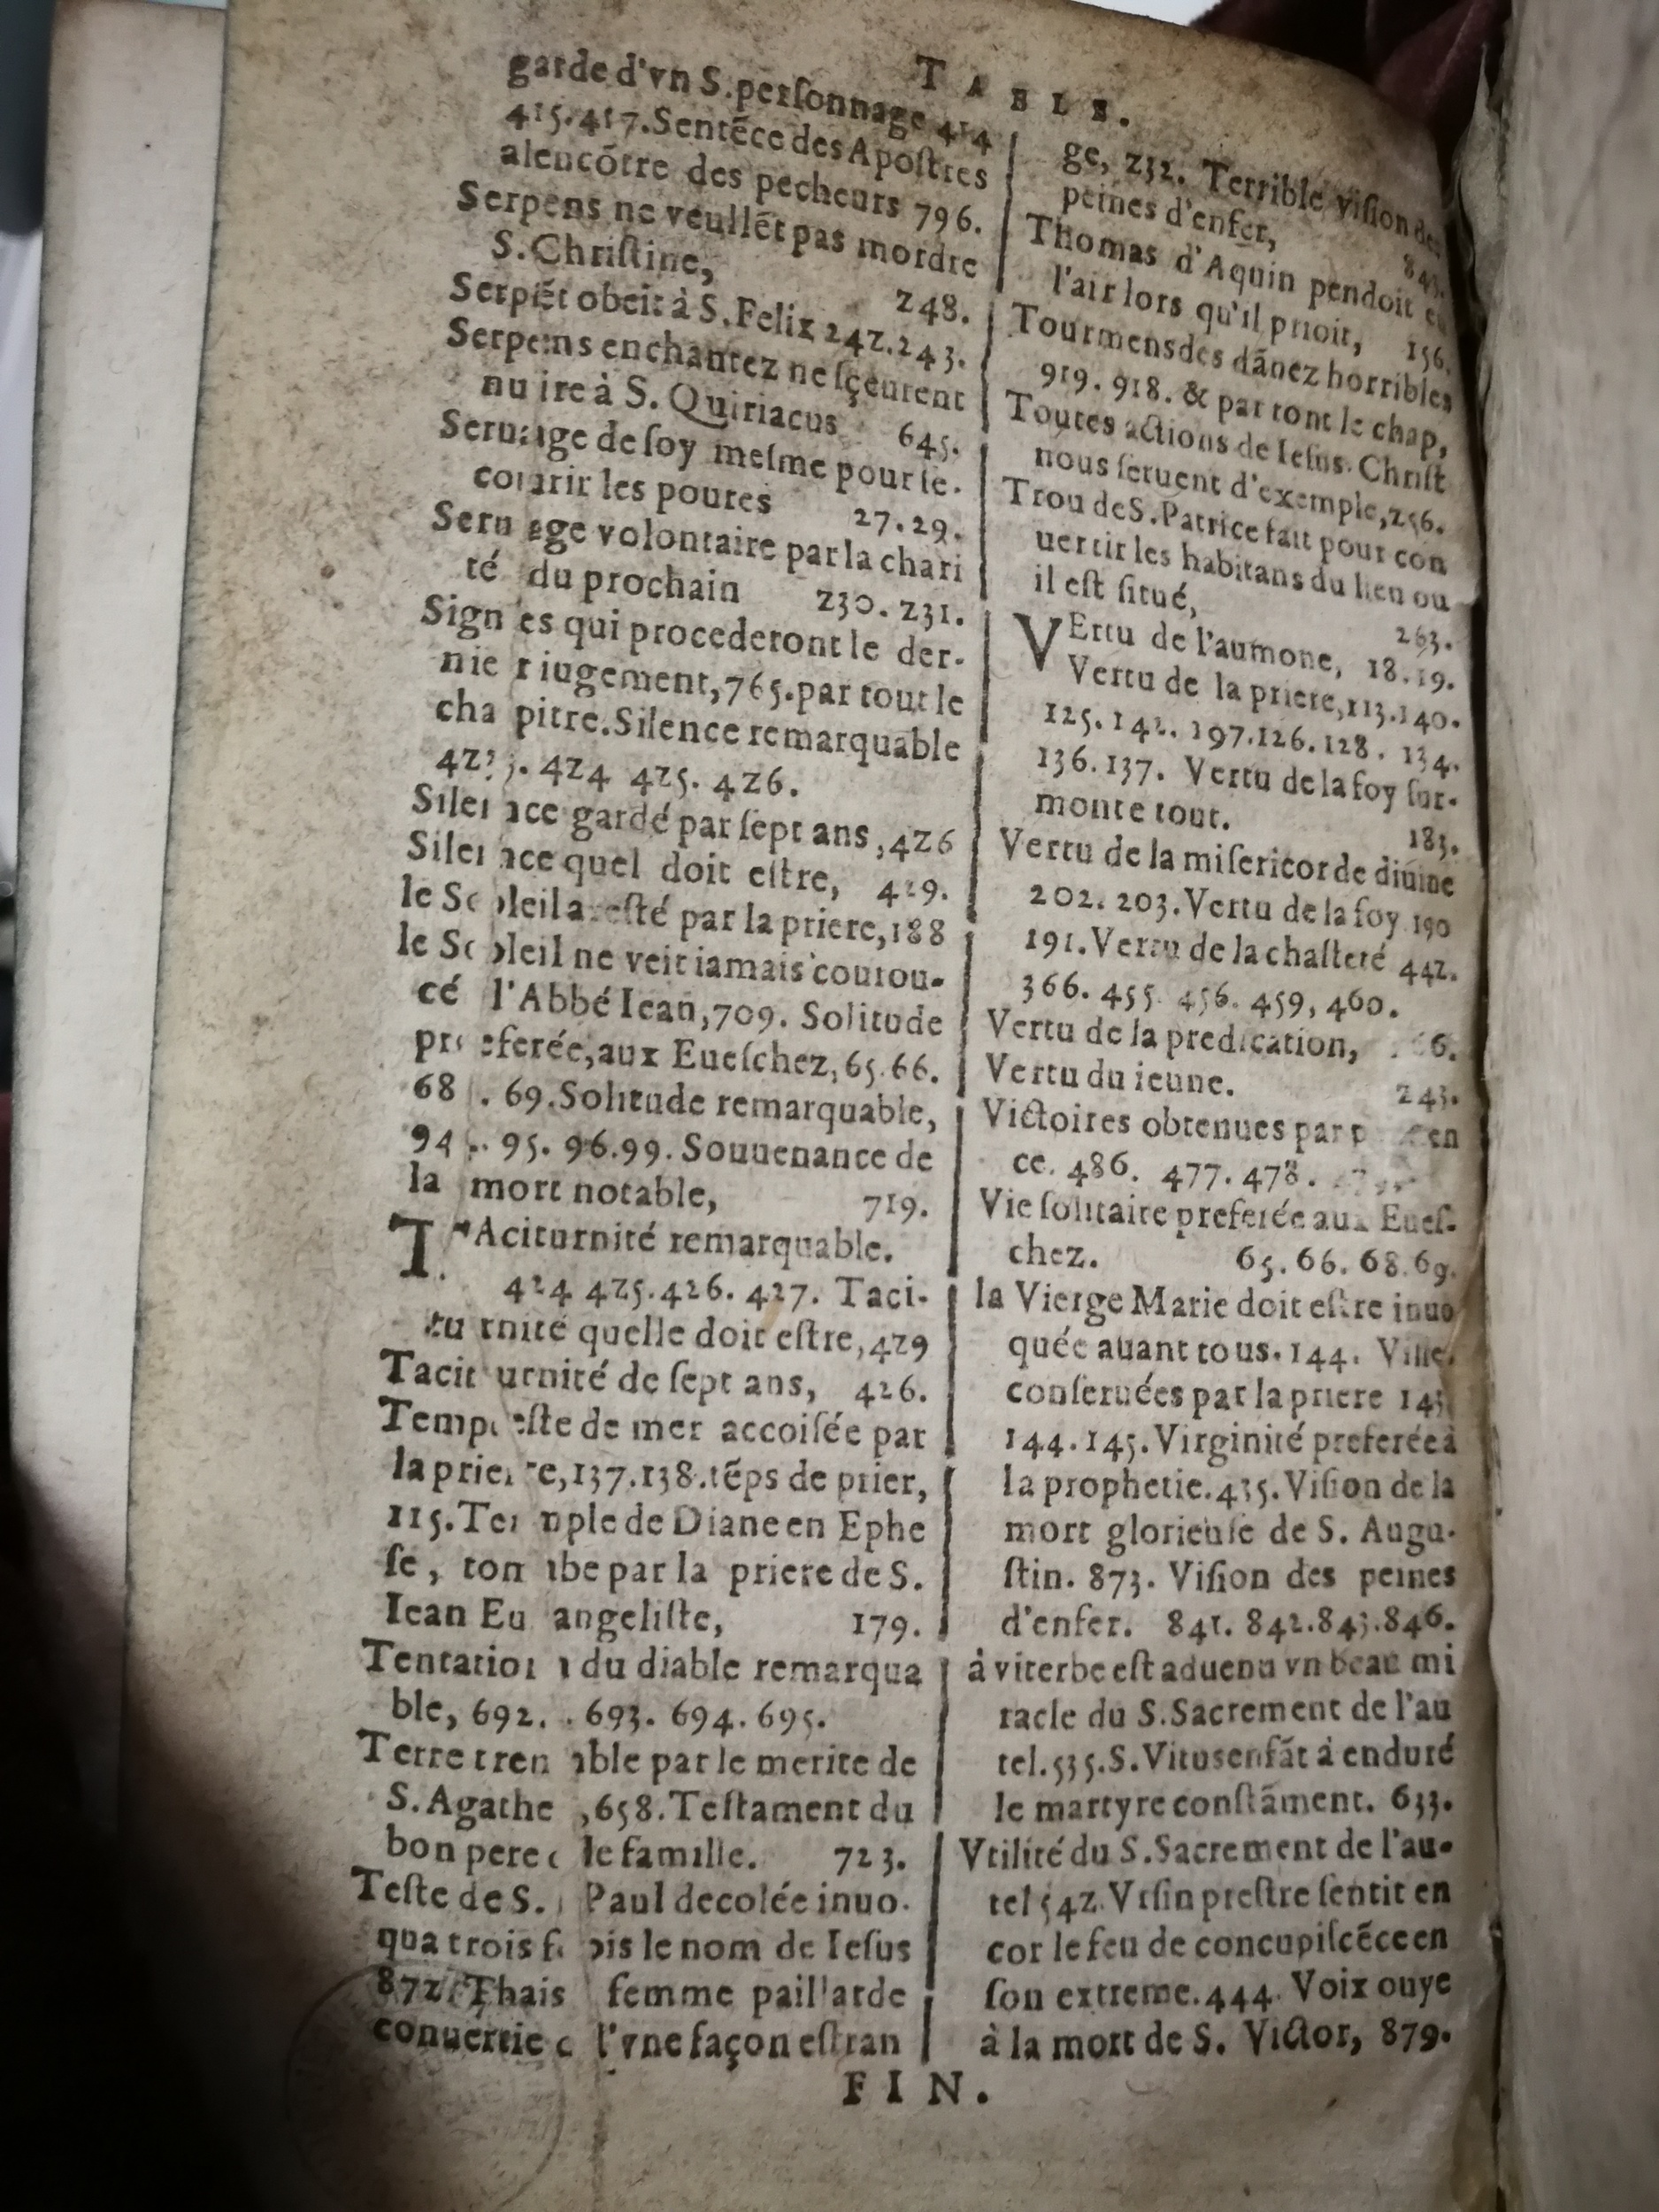 TABLE.
garde d'vn S. perſonnage 414
415.417. Sentẽce des Apoſtres
alencõtre des pecheurs 796.
Serpens ne veullẽt pas mordre
S. Chriſtine, 248.
Serpẽt obeit à S. Felix 242.243.
Serpens enchantez ne ſçeurent
nuire à S. Quiriacus 645.
Seruage de ſoy meſme pour ſe-
courir les poures 27.29.
Seruage volontaire par la chari
té du prochain 230. 231.
Signes qui procederont le der-
nier iugement, 765. par tout le
chapitre. Silence remarquable
423. 424 425. 426.
Silence gardé par ſept ans, 426
Silence quel doit eſtre, 429.
le Soleil areſté par la priere, 188
le Soleil ne veit iamais courou-
cé l'Abbé Iean, 709. Solitude
preferée, aux Eueſchez, 65.66.
68. 69. Solitude remarquable,
94. 95. 96.99. Souuenance de
la mort notable, 719.
TAciturnité remarquable.
424 425.426. 427. Taci-
turnité quelle doit eſtre, 429
Taciturnité de ſept ans, 426.
Tempeſte de mer accoiſée par
la priere, 137.138. tẽps de prier,
115. Temple de Diane en Ephe
ſe, tombe par la priere de S.
Iean Euangeliſte, 179.
Tentation du diable remarqua
ble, 692. 693. 694. 695.
Terre tremble par le merite de
S. Agathe, 658. Teſtament du
bon pere de famille. 723.
Teſte de S. Paul decolée inuo-
qua trois fois le nom de Ieſus
872. Thais femme paillarde
conuertie d'vne façon eſtran
ge, 232. Terrible viſion des
peines d'enfer, 843.
Thomas d'Aquin pendoit en
l'air lors qu'il prioit, 156.
Tourmens des dãnez horribles
919. 918. & par tont le chap,
Toutes actions de Ieſus-Chriſt
nous ſeruent d'exemple, 256.
Trou de S. Patrice fait pour con
uertir les habitans du lieu ou
il eſt ſitué, 263.
VErtu de l'aumone, 18.19.
Vertu de la priere, 113.140.
125. 142. 197.126.128. 134.
136.137. Vertu de la foy ſur-
monte tout. 183.
Vertu de la miſericorde diuine
202. 203. Vertu de la foy 190
191. Vertu de la chaſteté 442.
366. 455. 456. 459, 460.
Vertu de la predication,
Vertu du ieune. 243.
Victoires obtenues par
ce. 486. 477. 478.
Vie ſolitaire preferée aux Eueſ-
chez. 65. 66. 68. 69.
la Vierge Marie doit eſtre inuo
quée auant tous. 144. Ville
conſeruées par la priere
144.145. Virginité preferée à
la prophetie. 435. Viſion de la
mort glorieuſe de S. Augu-
ſtin. 873. Viſion des peines
d'enfer. 841. 842.843.846.
à viterbe eſt aduenu vn beau mi
racle du S. Sacrement de l'au
tel. 535. S. Vitus enfãt à enduré
le martyre conſtãment. 633.
Vtilité du S. Sacrement de l'au-
tel 542. Vrſin preſtre ſentit en
cor le feu de concupiſcẽce en
ſon extreme. 444. Voix ouye
à la mort de S. Victor, 879.
FIN.